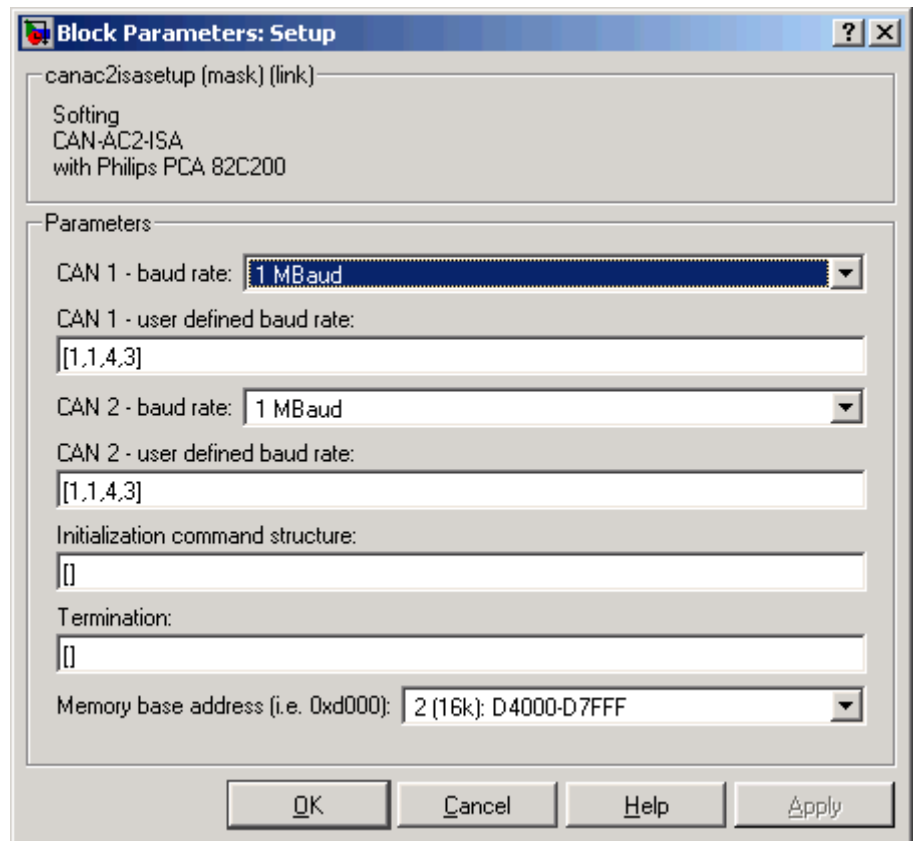 Block Parameters: Setup
canac2isasetup (mask) (link)
Softing
CAN-AC2-ISA
with Philips PCA 82C200
Parameters
CAN 1 - baud rate: 1 MBaud
CAN 1 - user defined baud rate:
[1,1,4,3]
CAN 2 - baud rate: 1 MBaud
CAN 2 - user defined baud rate:
[1,1,4,3]
Initialization command structure:
[]
Termination:
[]
Memory base address (i.e. 0xd000): 2 (16k): D4000-D7FFF
OK Cancel Help Apply